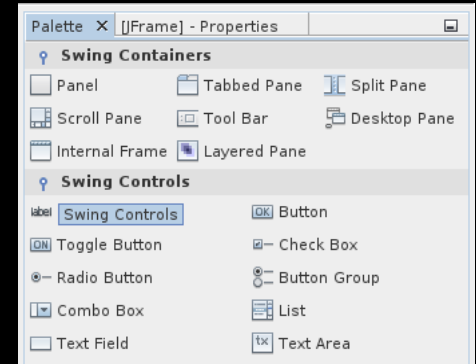 Palette X [JFrame] - Properties
Swing Containers
Panel Tabbed Pane Split Pane
Scroll Pane Tool Bar Desktop Pane
Internal Frame Layered Pane
Swing Controls
label Swing Controls OK Button
ON Toggle Button Check Box
Radio Button Button Group
Combo Box List
Text Field tx Text Area